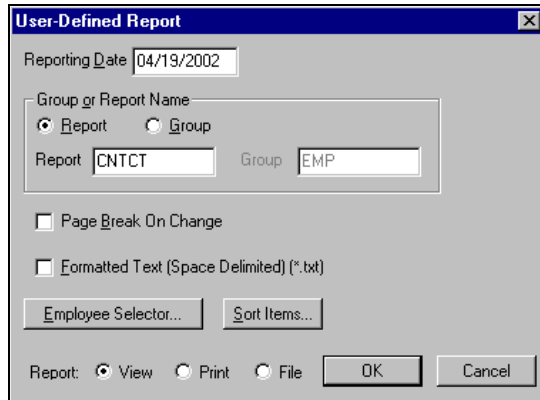 User-Defined Report
Reporting Date 04/19/2002
Group or Report Name
Report Group
Report CNTCT Group EMP
Page Break On Change
Formatted Text (Space Delimited) (*.txt)
Employee Selector... Sort Items...
Report: View Print File OK Cancel